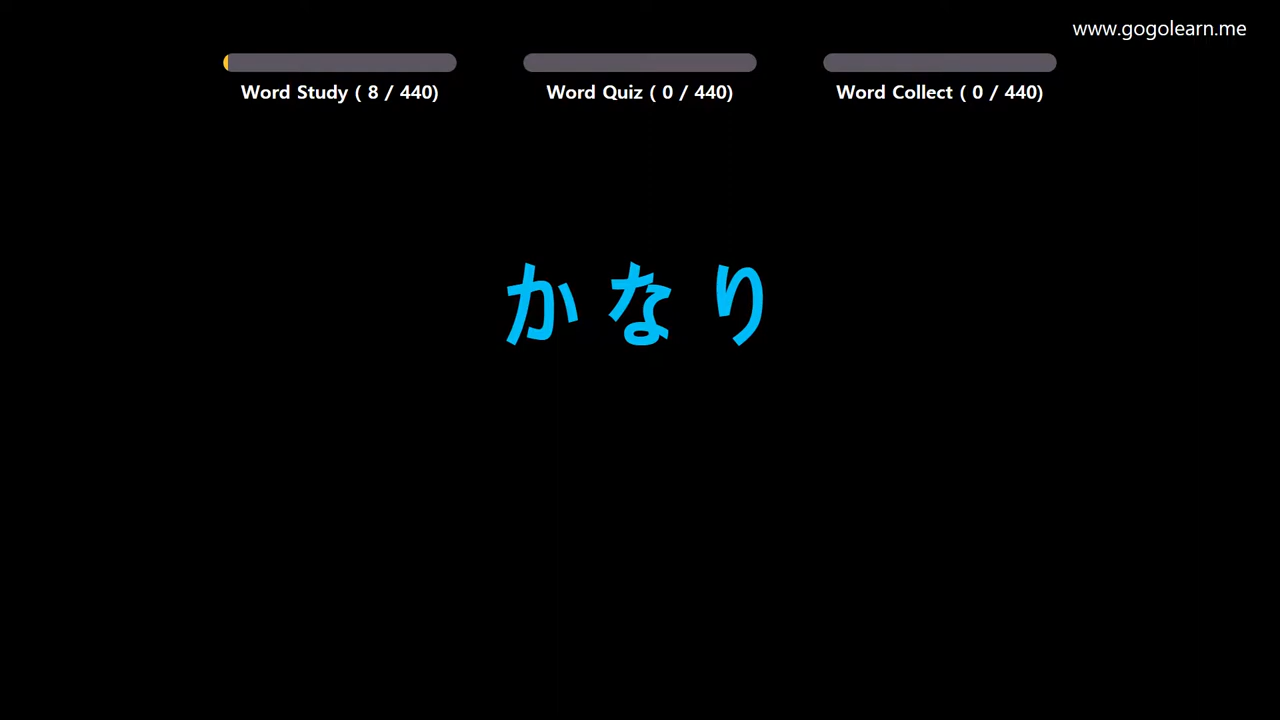 www.gogolearn.me
Word Study ( 8 / 440)
Word Quiz ( 0 / 440)
Word Collect ( 0 / 440)
かなり